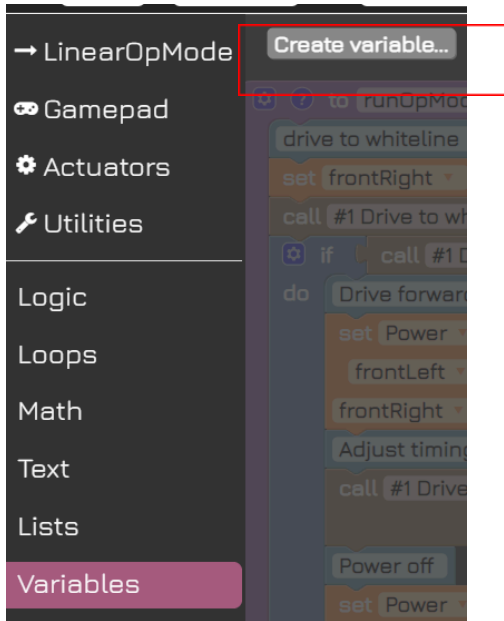 LinearOpMode
Gamepad
Actuators
Utilities
Logic
Loops
Math
Text
Lists
Variables
Create variable...
? to runOpMod
drive to whiteline
set frontRight
call #1 Drive to wh
if call #1 D
do Drive forward
set Power
frontLeft
frontRight
Adjust timing
call #1 Drive
Power off
set Power